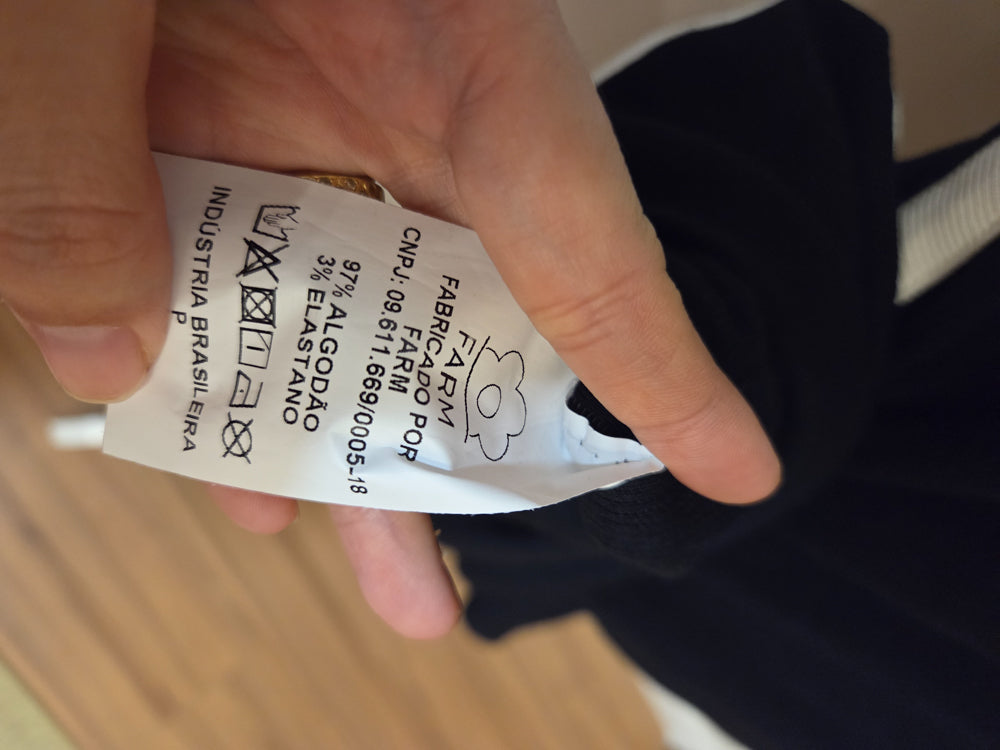 FARM
FABRICADO POR
FARM
CNPJ: 09.611.669/0005-18
97% ALGODÃO
3% ELASTANO
INDÚSTRIA BRASILEIRA
P